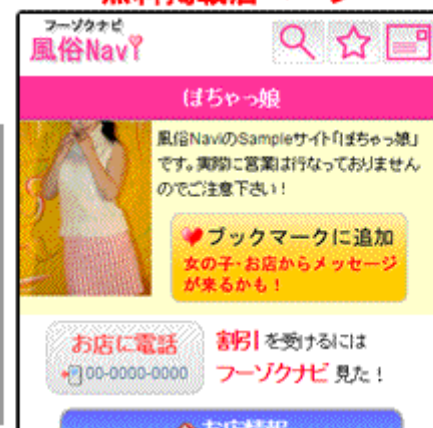 フーゾクナビ
風俗Navi
ぽちゃっ娘
風俗NaviのSampleサイト「ぽちゃっ娘」
です。実際に営業は行なっておりません
のでご注意下さい！
ブックマークに追加
女の子・お店からメッセージ
が来るかも！
お店に電話
00-0000-0000
割引を受けるには
フーゾクナビ見た！